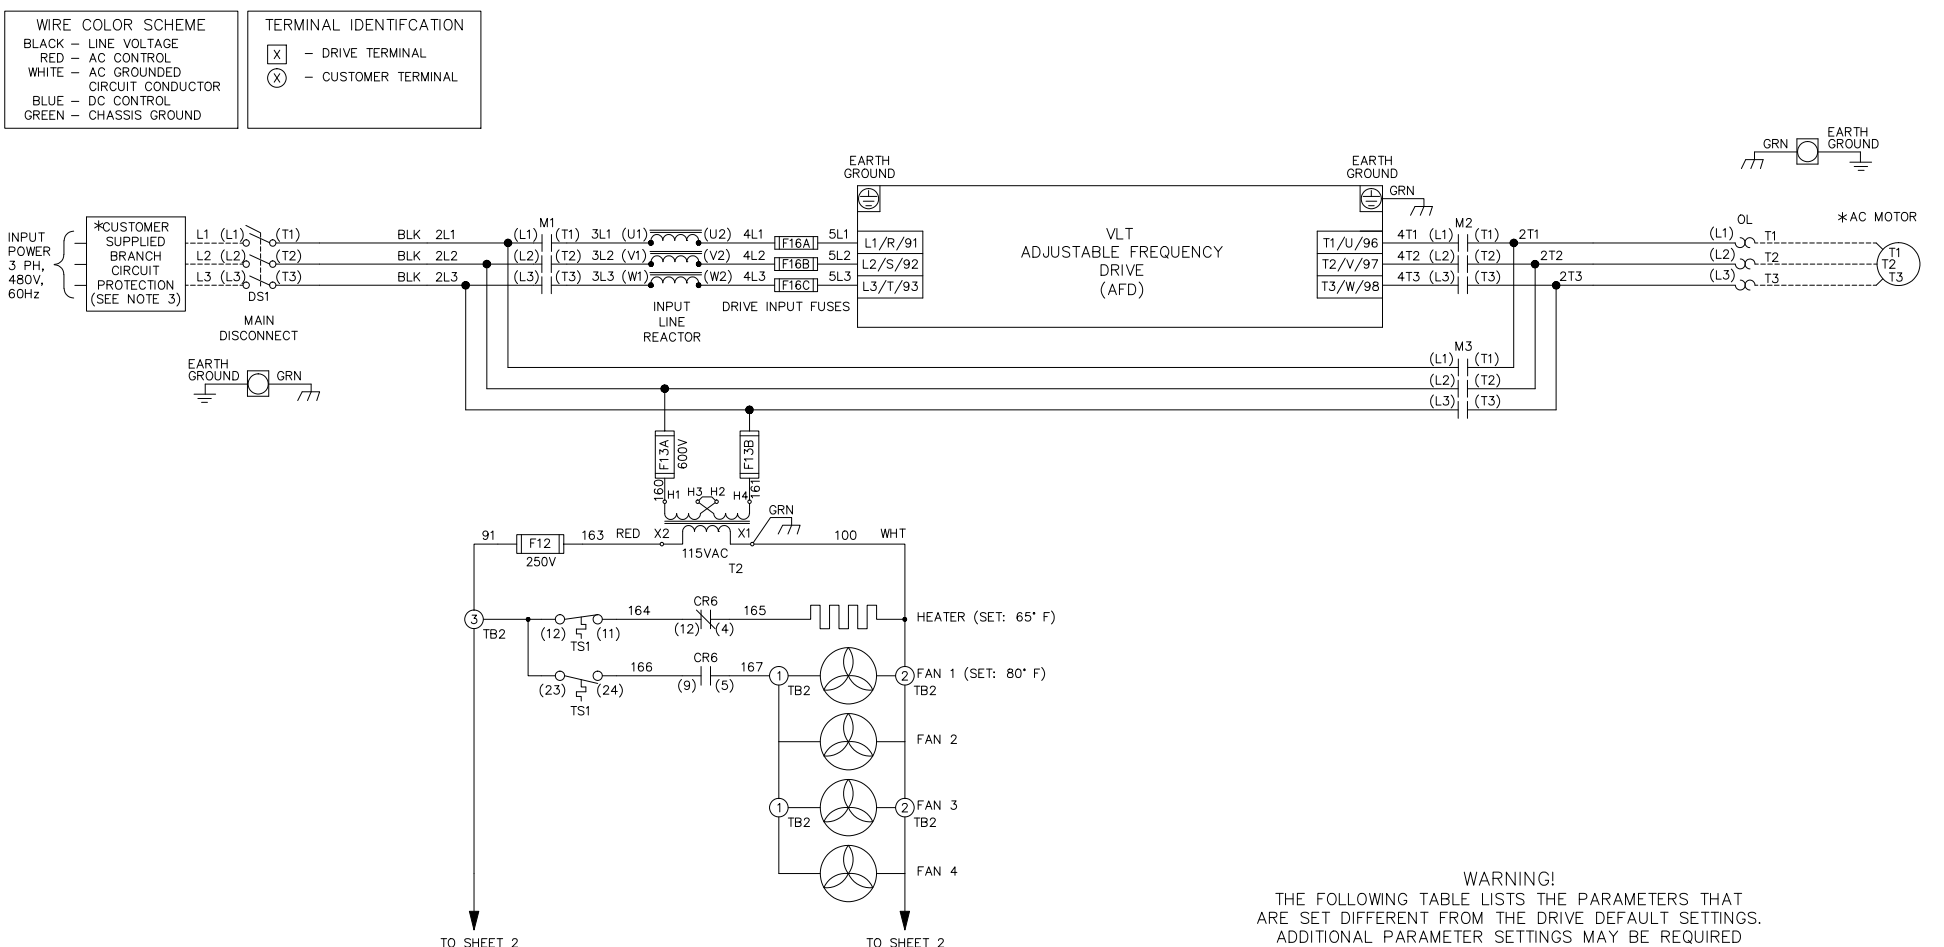 WIRE COLOR SCHEME
BLACK – LINE VOLTAGE
RED – AC CONTROL
WHITE – AC GROUNDED
CIRCUIT CONDUCTOR
BLUE – DC CONTROL
GREEN – CHASSIS GROUND
TERMINAL IDENTIFCATION
X – DRIVE TERMINAL
X – CUSTOMER TERMINAL
INPUT
POWER
3 PH,
480V,
60Hz
*CUSTOMER
SUPPLIED
BRANCH
CIRCUIT
PROTECTION
(SEE NOTE 3)
L1 (L1) (T1) BLK 2L1 (L1) M1 (T1) 3L1 (U1) (U2) 4L1 F16A 5L1 L1/R/91
L2 (L2) (T2) BLK 2L2 (L2) (T2) 3L2 (V1) (V2) 4L2 F16B 5L2 L2/S/92
L3 (L3) (T3) BLK 2L3 (L3) (T3) 3L3 (W1) (W2) 4L3 F16C 5L3 L3/T/93
DS1
MAIN
DISCONNECT
INPUT
LINE
REACTOR
DRIVE INPUT FUSES
EARTH
GROUND
GRN
EARTH
GROUND
VLT
ADJUSTABLE FREQUENCY
DRIVE
(AFD)
EARTH
GROUND
GRN
GRN
EARTH
GROUND
T1/U/96 4T1 (L1) M2 (T1) 2T1 (L1) OL T1
T2/V/97 4T2 (L2) (T2) 2T2 (L2) T2
T3/W/98 4T3 (L3) (T3) 2T3 (L3) T3
*AC MOTOR
T1
T2
T3
M3
(L1) (T1)
(L2) (T2)
(L3) (T3)
F13A
600V
F13B
160
161
H1 H3 H2 H4
GRN
91 F12 163 RED X2 X1 100 WHT
250V
115VAC
T2
3 TB2
(12) (11)
TS1
164
CR6
(12) (4)
165
HEATER (SET: 65° F)
(23) (24)
TS1
166
CR6
(9) (5)
167
1 TB2
2 TB2
FAN 1 (SET: 80° F)
FAN 2
1 TB2
2 TB2
FAN 3
FAN 4
TO SHEET 2
TO SHEET 2
WARNING!
THE FOLLOWING TABLE LISTS THE PARAMETERS THAT
ARE SET DIFFERENT FROM THE DRIVE DEFAULT SETTINGS.
ADDITIONAL PARAMETER SETTINGS MAY BE REQUIRED